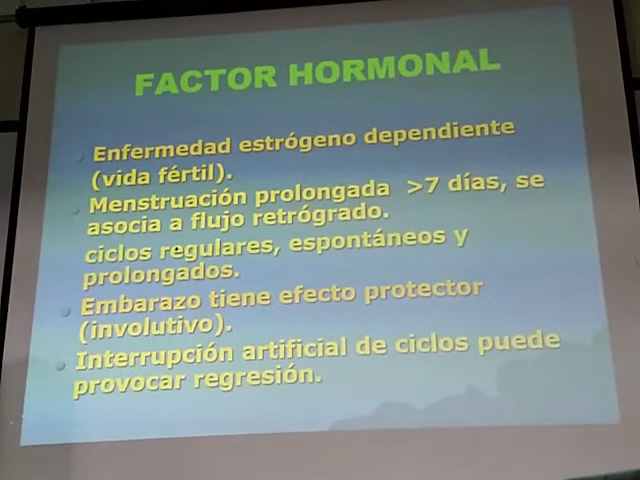 FACTOR HORMONAL
Enfermedad estrógeno dependiente
(vida fértil).
Menstruación prolongada >7 días, se
asocia a flujo retrógrado.
ciclos regulares, espontáneos y
prolongados.
Embarazo tiene efecto protector
(involutivo).
Interrupción artificial de ciclos puede
provocar regresión.